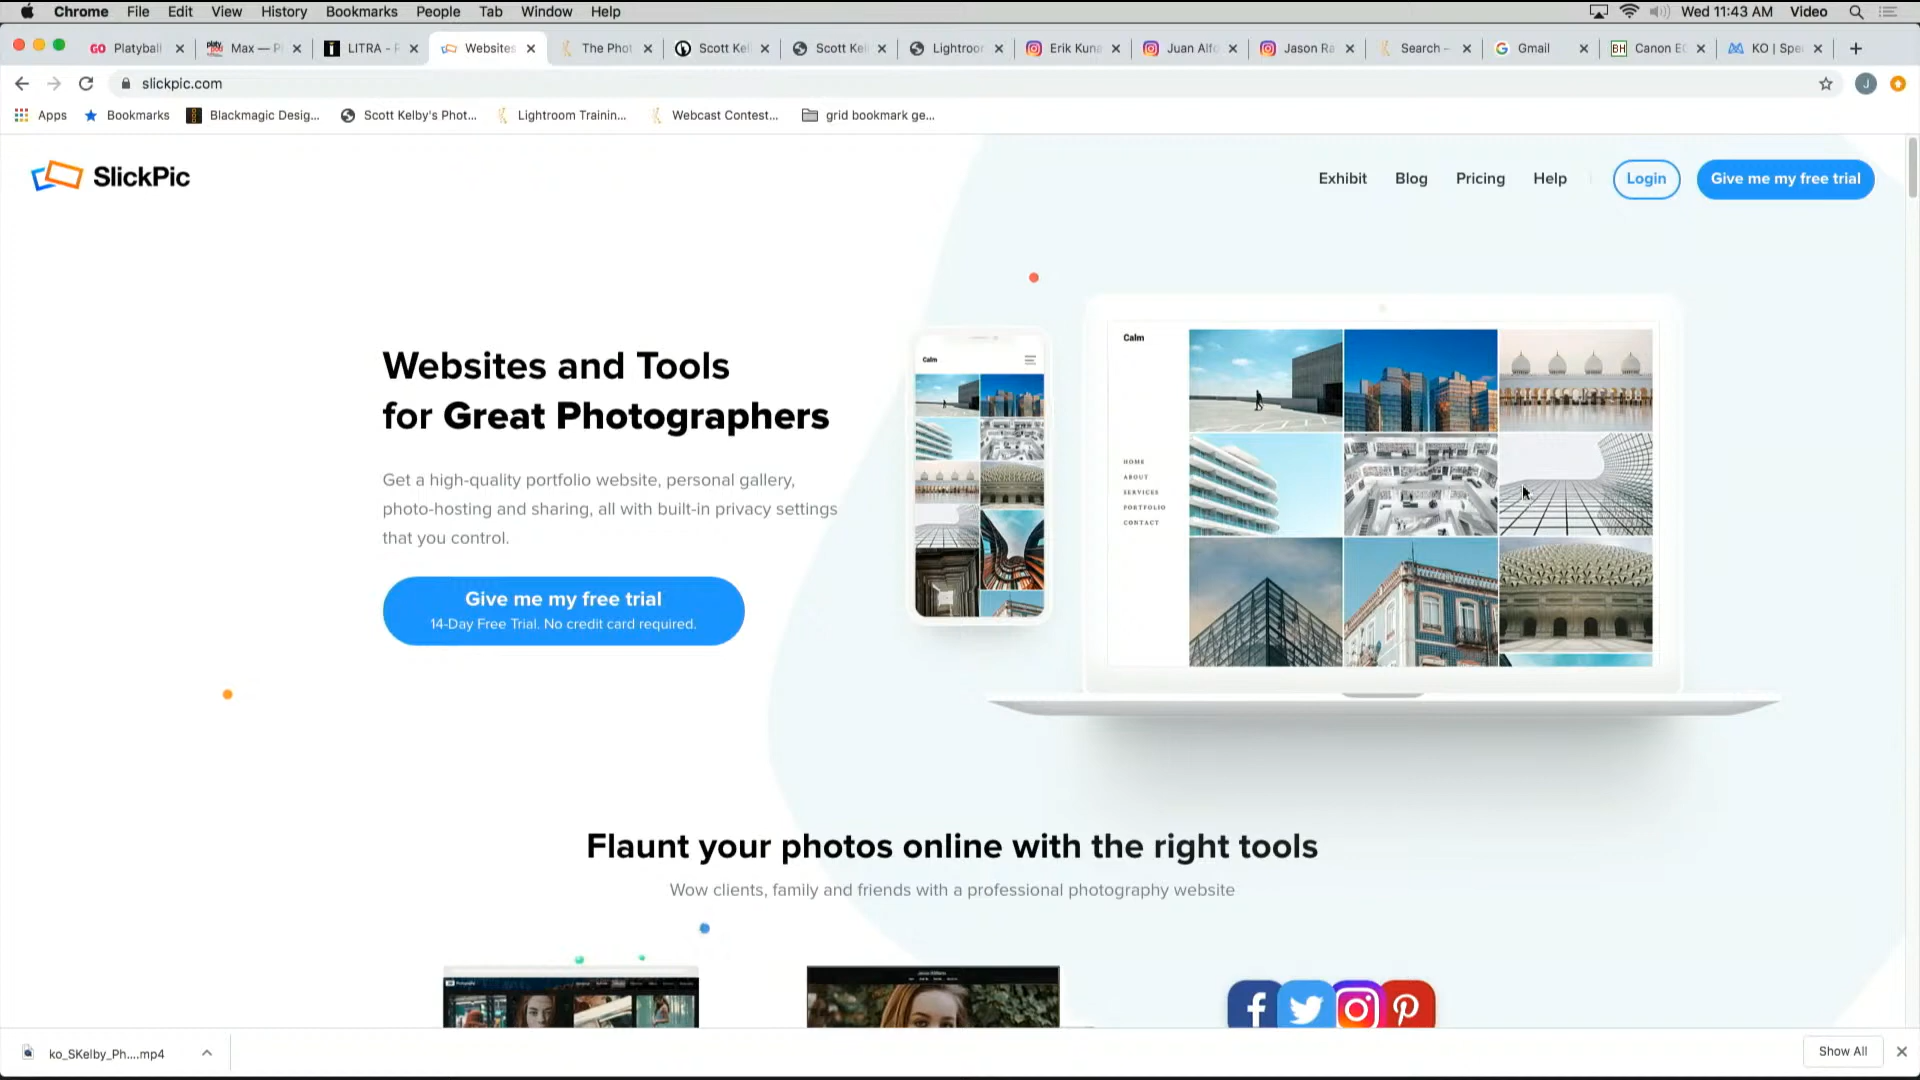 Chrome File Edit View History Bookmarks People Tab Window Help
Wed 11:43 AM Video
GO Platyball
Max — Pl
LITRA - F
Websites
The Phot
Scott Kel
Scott Kel
Lightroor
Erik Kuna
Juan Alfo
Jason Ra
Search –
Gmail
BH Canon EO
KO | Spe
slickpic.com
J
Apps Bookmarks Blackmagic Desig... Scott Kelby's Phot... Lightroom Trainin... Webcast Contest... grid bookmark ge...
SlickPic
Exhibit Blog Pricing Help Login Give me my free trial
Websites and Tools
for Great Photographers
Get a high-quality portfolio website, personal gallery,
photo-hosting and sharing, all with built-in privacy settings
that you control.
Give me my free trial
14-Day Free Trial. No credit card required.
Calm
Calm
HOME
ABOUT
SERVICES
PORTFOLIO
CONTACT
Flaunt your photos online with the right tools
Wow clients, family and friends with a professional photography website
ko_SKelby_Ph....mp4
Show All